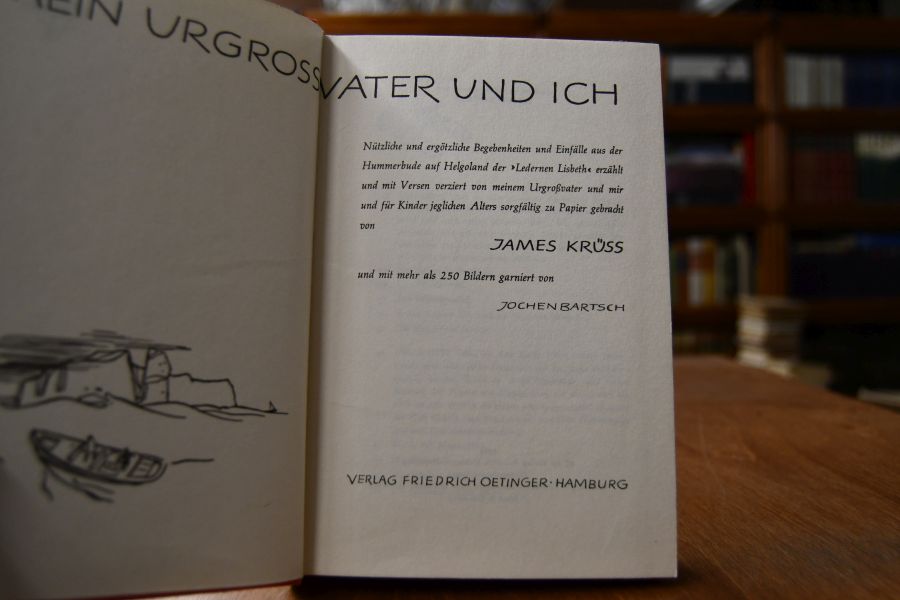 MEIN URGROSSVATER UND ICH
Nützliche und ergötzliche Begebenheiten und Einfälle aus der
Hummerbude auf Helgoland der »Ledernen Lisbeth« erzählt
und mit Versen verziert von meinem Urgroßvater und mir
und für Kinder jeglichen Alters sorgfältig zu Papier gebracht
von
JAMES KRÜSS
und mit mehr als 250 Bildern garniert von
JOCHEN BARTSCH
VERLAG FRIEDRICH OETINGER · HAMBURG